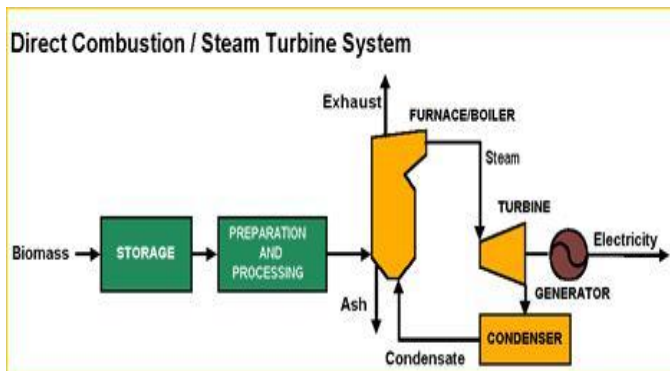 Direct Combustion / Steam Turbine System
Exhaust
FURNACE/BOILER
Steam
TURBINE
Biomass
STORAGE
PREPARATION
AND
PROCESSING
Electricity
GENERATOR
Ash
CONDENSER
Condensate